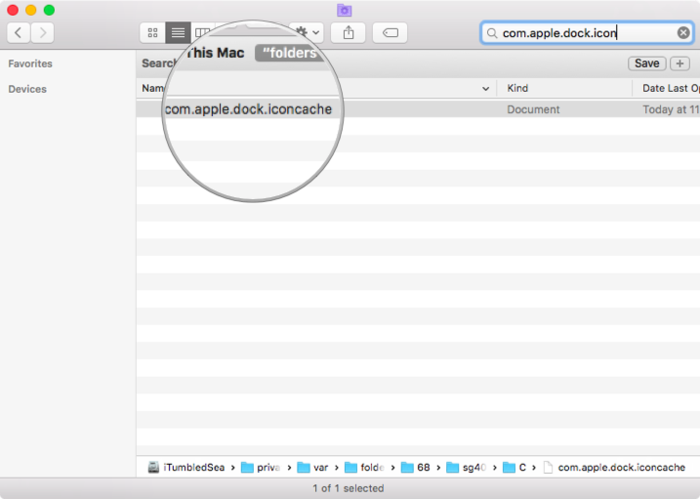 com.apple.dock.icon
Favorites
Devices
Search
This Mac "folders
Save +
Kind
Date Last Op
com.apple.dock.iconcache
Document
Today at 11
iTumbledSea › priva › var › folde › 68 › sg40 › C › com.apple.dock.iconcache
1 of 1 selected